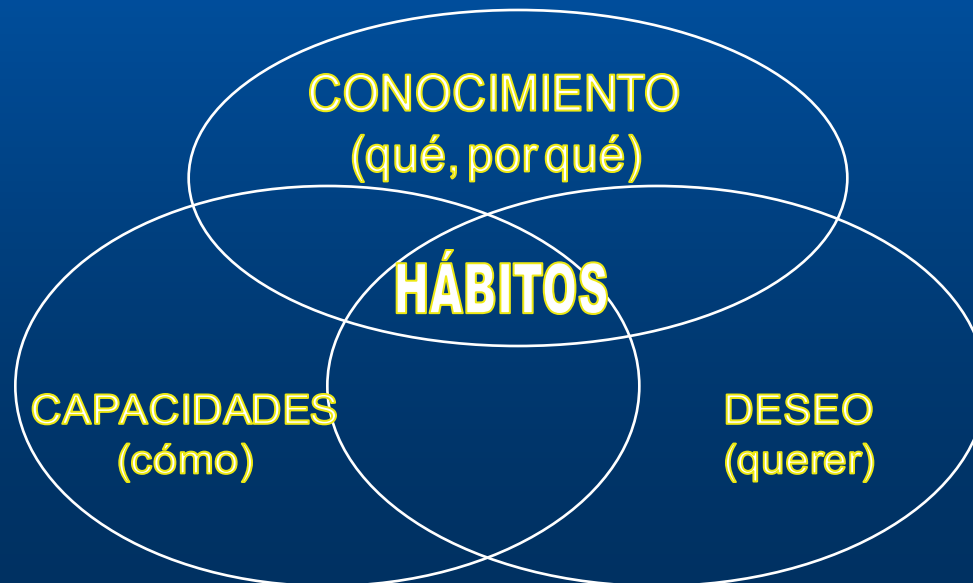 CONOCIMIENTO
(qué, por qué)
HÁBITOS
CAPACIDADES
(cómo)
DESEO
(querer)